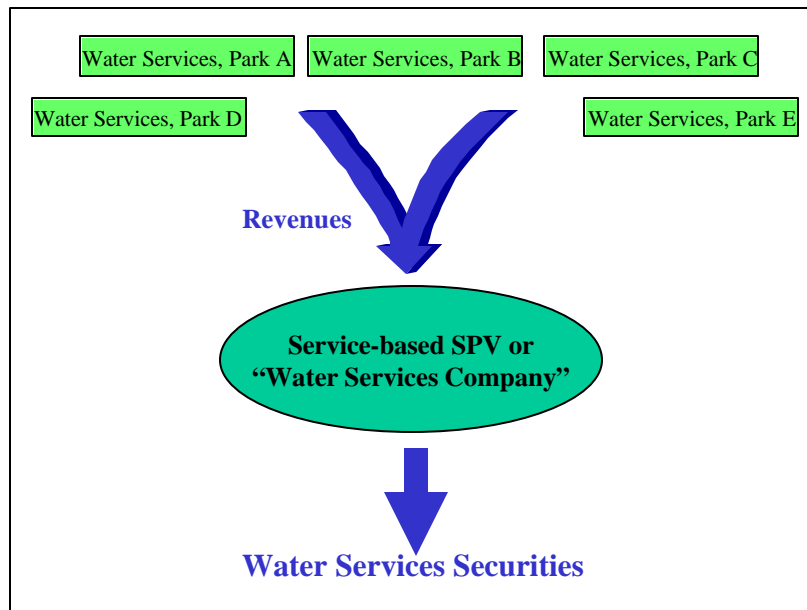 Water Services, Park A
Water Services, Park B
Water Services, Park C
Water Services, Park D
Water Services, Park E
Revenues
Service-based SPV or
“Water Services Company”
Water Services Securities